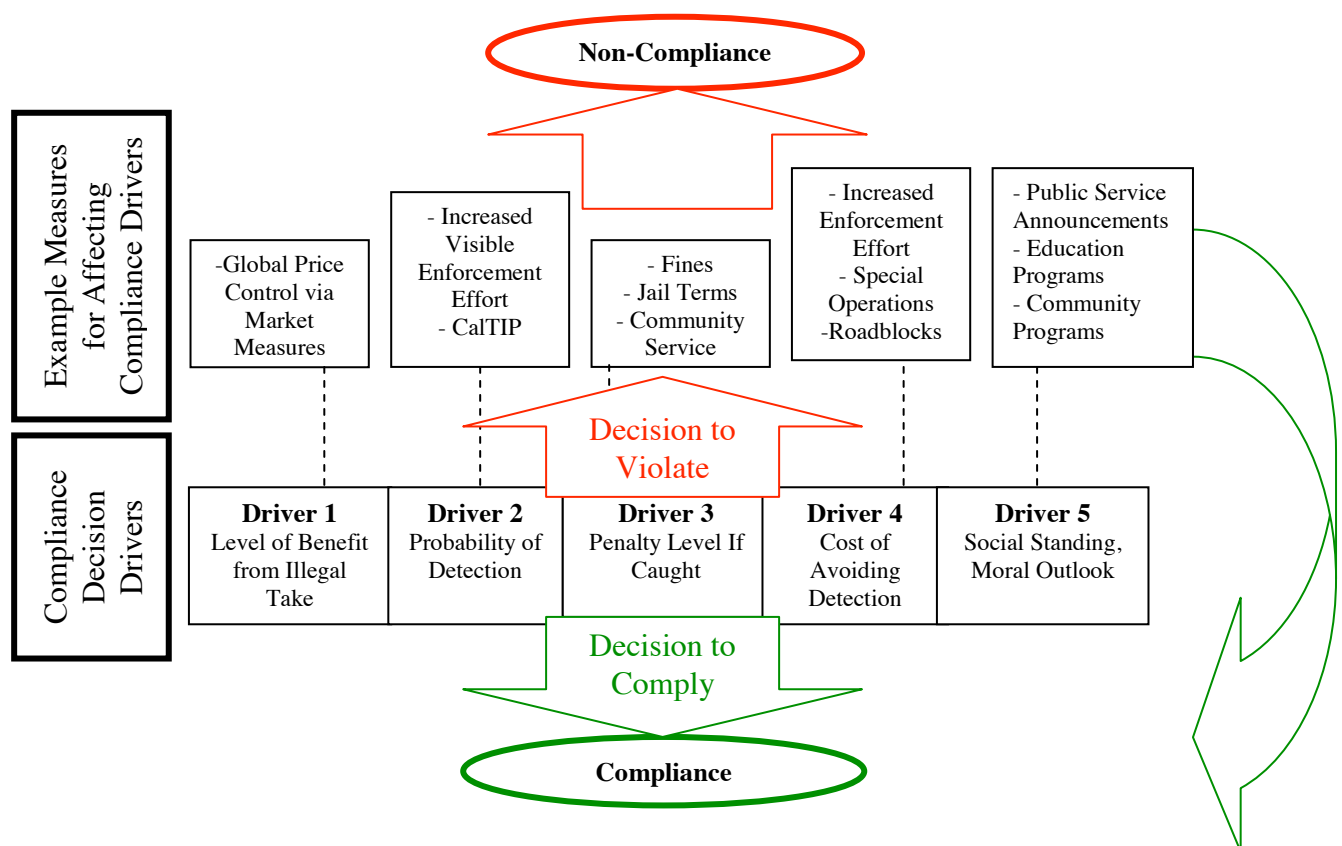 Non-Compliance
Example Measures
for Affecting
Compliance Drivers
-Global Price
Control via
Market
Measures
- Increased
Visible
Enforcement
Effort
- CalTIP
- Fines
- Jail Terms
- Community
Service
- Increased
Enforcement
Effort
- Special
Operations
-Roadblocks
- Public Service
Announcements
- Education
Programs
- Community
Programs
Decision to
Violate
Compliance
Decision
Drivers
Driver 1
Level of Benefit
from Illegal
Take
Driver 2
Probability of
Detection
Driver 3
Penalty Level If
Caught
Driver 4
Cost of
Avoiding
Detection
Driver 5
Social Standing,
Moral Outlook
Decision to
Comply
Compliance